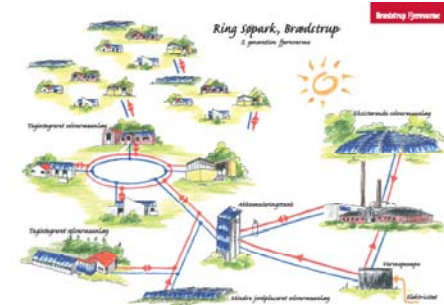 Brædstrup Fjernvarme
Ring Søpark, Brædstrup
2. generation fjernvarme
Eksisterende solvarmeanlæg
Tagintegreret solvarmeanlæg
Akkumuleringstank
Tagintegreret solvarmeanlæg
Varmepumpe
Mindre jordplaceret solvarmeanlæg
Elektricitet